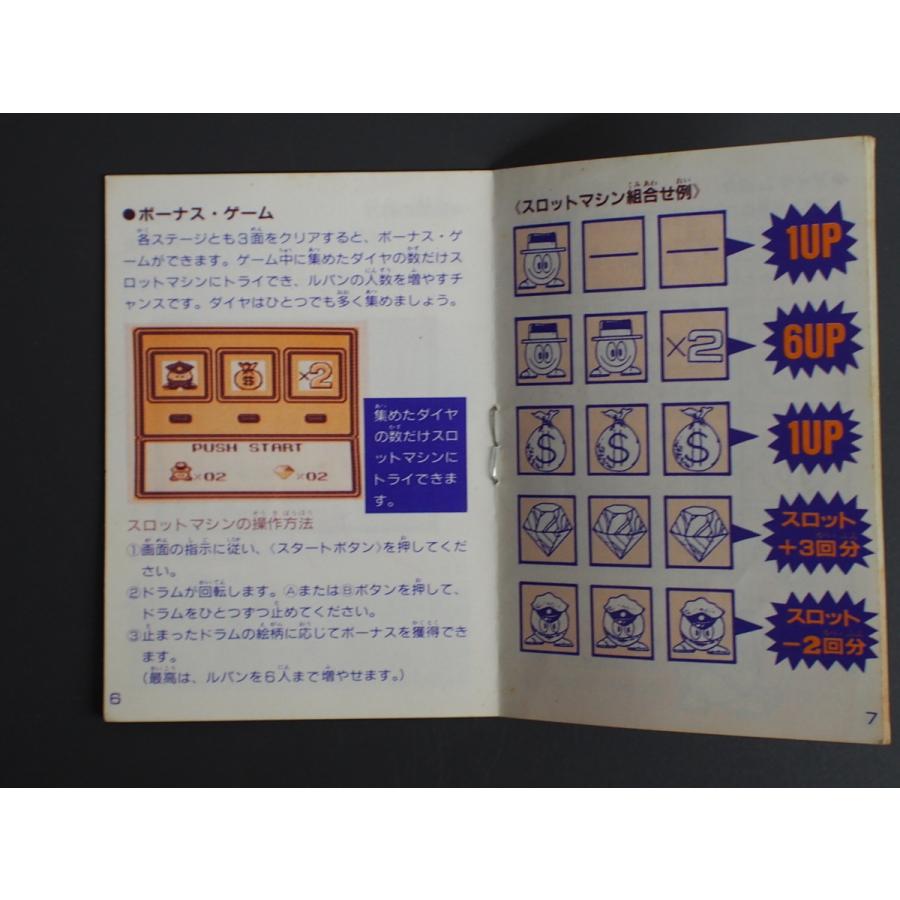 ●ボーナス・ゲーム
各ステージとも3面をクリアすると、ボーナス・ゲ
ームができます。ゲーム中に集めたダイヤの数だけス
ロットマシンにトライでき、ルパンの人数を増やすチ
ャンスです。ダイヤはひとつでも多く集めましょう。
$
×2
PUSH START
×02
×02
集めたダイヤ
の数だけスロ
ットマシンに
トライできま
す。
スロットマシンの操作方法
①画面の指示に従い、〈スタートボタン〉を押してくだ
さい。
②ドラムが回転します。ⒶまたはⒷボタンを押して、
ドラムをひとつずつ止めてください。
③止まったドラムの絵柄に応じてボーナスを獲得でき
ます。
(最高は、ルパンを6人まで増やせます。)
6
《スロットマシン組合せ例》
1UP
×2
6UP
$
$
$
1UP
スロット
+3回分
スロット
−2回分
7